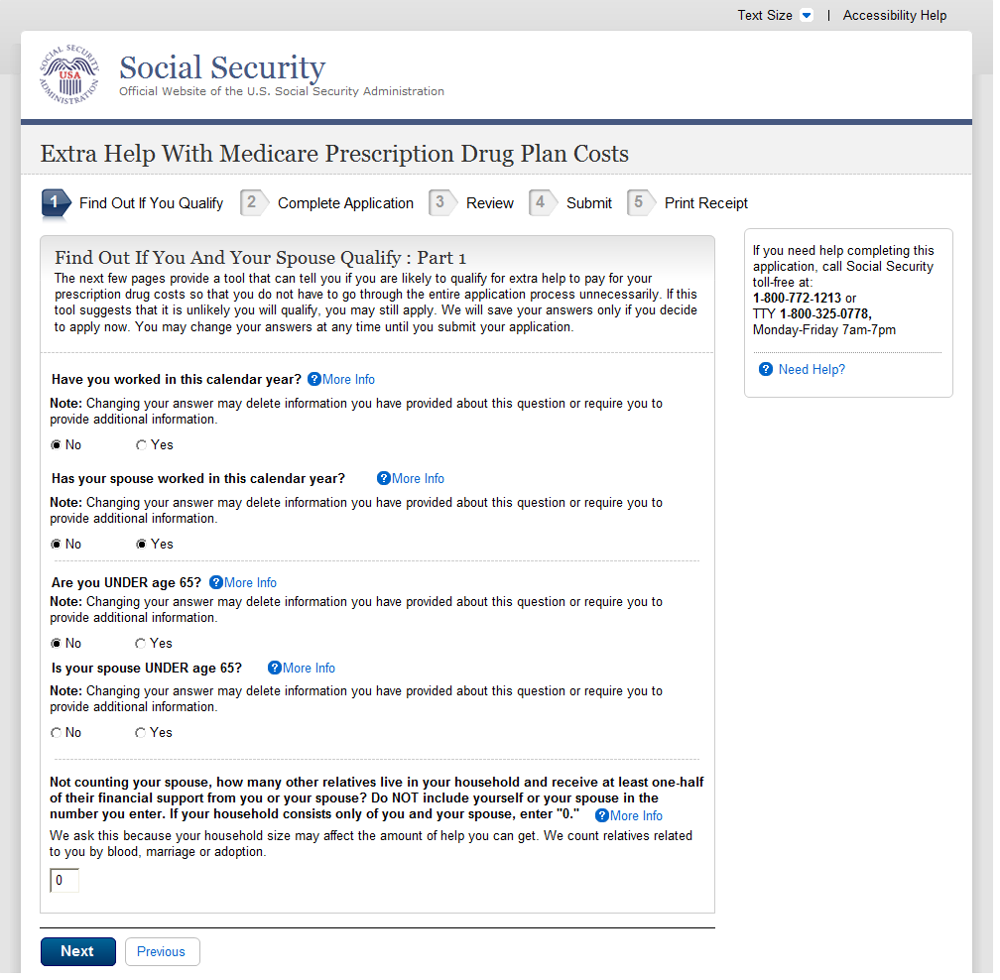 Text Size | Accessibility Help
SOCIAL SECURITY ADMINISTRATION
USA
Social Security
Official Website of the U.S. Social Security Administration
Extra Help With Medicare Prescription Drug Plan Costs
1 Find Out If You Qualify 2 Complete Application 3 Review 4 Submit 5 Print Receipt
Find Out If You And Your Spouse Qualify : Part 1
The next few pages provide a tool that can tell you if you are likely to qualify for extra help to pay for your
prescription drug costs so that you do not have to go through the entire application process unnecessarily. If this
tool suggests that it is unlikely you will qualify, you may still apply. We will save your answers only if you decide
to apply now. You may change your answers at any time until you submit your application.
Have you worked in this calendar year? ? More Info
Note: Changing your answer may delete information you have provided about this question or require you to
provide additional information.
No Yes
Has your spouse worked in this calendar year? ? More Info
Note: Changing your answer may delete information you have provided about this question or require you to
provide additional information.
No Yes
Are you UNDER age 65? ? More Info
Note: Changing your answer may delete information you have provided about this question or require you to
provide additional information.
No Yes
Is your spouse UNDER age 65? ? More Info
Note: Changing your answer may delete information you have provided about this question or require you to
provide additional information.
No Yes
Not counting your spouse, how many other relatives live in your household and receive at least one-half
of their financial support from you or your spouse? Do NOT include yourself or your spouse in the
number you enter. If your household consists only of you and your spouse, enter "0." ? More Info
We ask this because your household size may affect the amount of help you can get. We count relatives related
to you by blood, marriage or adoption.
0
Next Previous
If you need help completing this
application, call Social Security
toll-free at:
1-800-772-1213 or
TTY 1-800-325-0778,
Monday-Friday 7am-7pm
? Need Help?